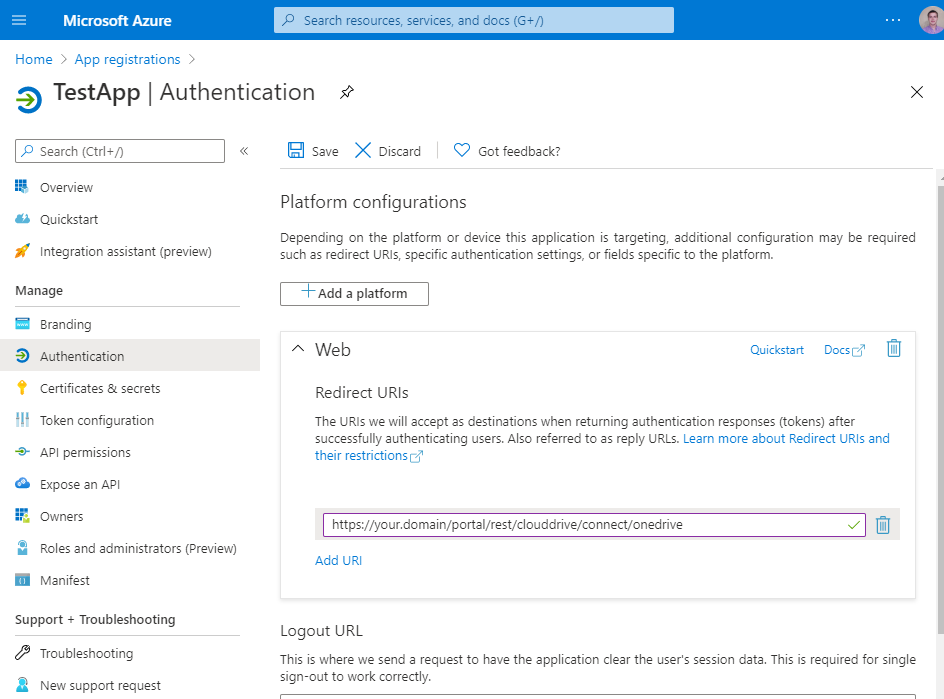 Microsoft Azure
Search resources, services, and docs (G+/)
Home > App registrations >
TestApp | Authentication
Search (Ctrl+/)
«
Save
Discard
Got feedback?
Overview
Quickstart
Integration assistant (preview)
Manage
Branding
Authentication
Certificates & secrets
Token configuration
API permissions
Expose an API
Owners
Roles and administrators (Preview)
Manifest
Support + Troubleshooting
Troubleshooting
New support request
Platform configurations
Depending on the platform or device this application is targeting, additional configuration may be required
such as redirect URIs, specific authentication settings, or fields specific to the platform.
Add a platform
Web
Quickstart
Docs
Redirect URIs
The URIs we will accept as destinations when returning authentication responses (tokens) after
successfully authenticating users. Also referred to as reply URLs. Learn more about Redirect URIs and
their restrictions
https://your.domain/portal/rest/clouddrive/connect/onedrive
Add URI
Logout URL
This is where we send a request to have the application clear the user's session data. This is required for single
sign-out to work correctly.